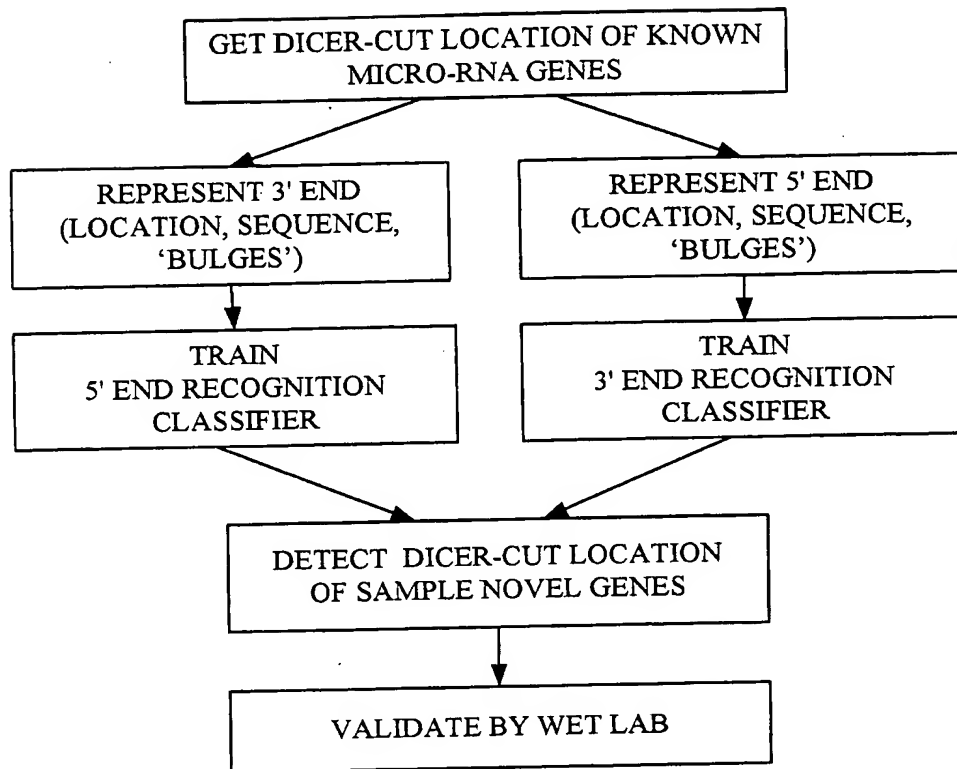 GET DICER-CUT LOCATION OF KNOWN
MICRO-RNA GENES
REPRESENT 3' END
(LOCATION, SEQUENCE,
‘BULGES’)
REPRESENT 5' END
(LOCATION, SEQUENCE,
‘BULGES’)
TRAIN
5' END RECOGNITION
CLASSIFIER
TRAIN
3' END RECOGNITION
CLASSIFIER
DETECT DICER-CUT LOCATION
OF SAMPLE NOVEL GENES
VALIDATE BY WET LAB